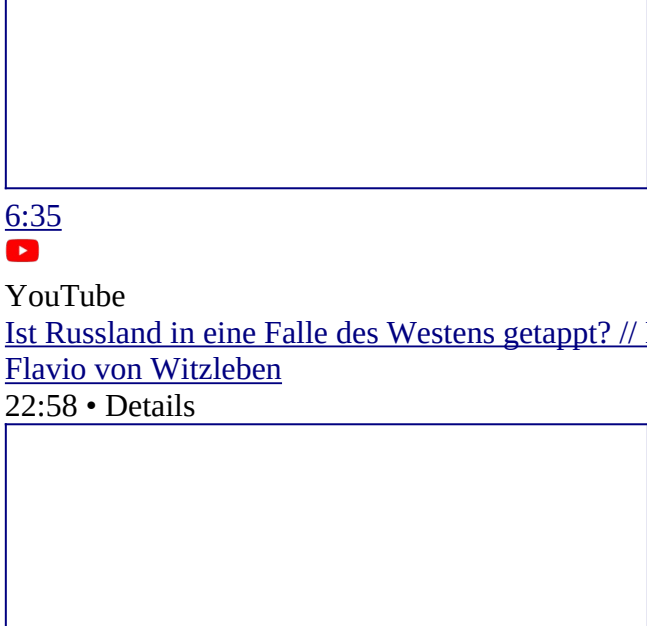 6:35
YouTube
Ist Russland in eine Falle des Westens getappt? //
Flavio von Witzleben
22:58 • Details